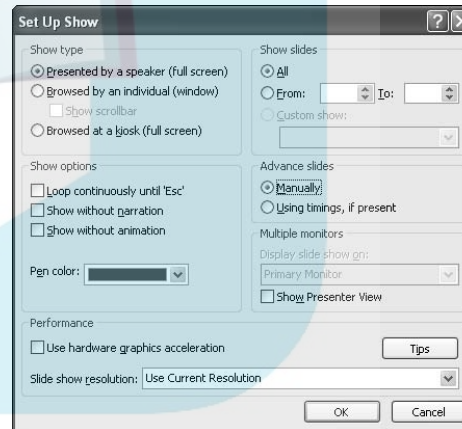 Set Up Show
Show type
Presented by a speaker (full screen)
Browsed by an individual (window)
Show scrollbar
Browsed at a kiosk (full screen)
Show slides
All
From: To:
Custom show:
Show options
Loop continuously until 'Esc'
Show without narration
Show without animation
Pen color:
Advance slides
Manually
Using timings, if present
Multiple monitors
Display slide show on:
Primary Monitor
Show Presenter View
Performance
Use hardware graphics acceleration
Tips
Slide show resolution: Use Current Resolution
OK Cancel